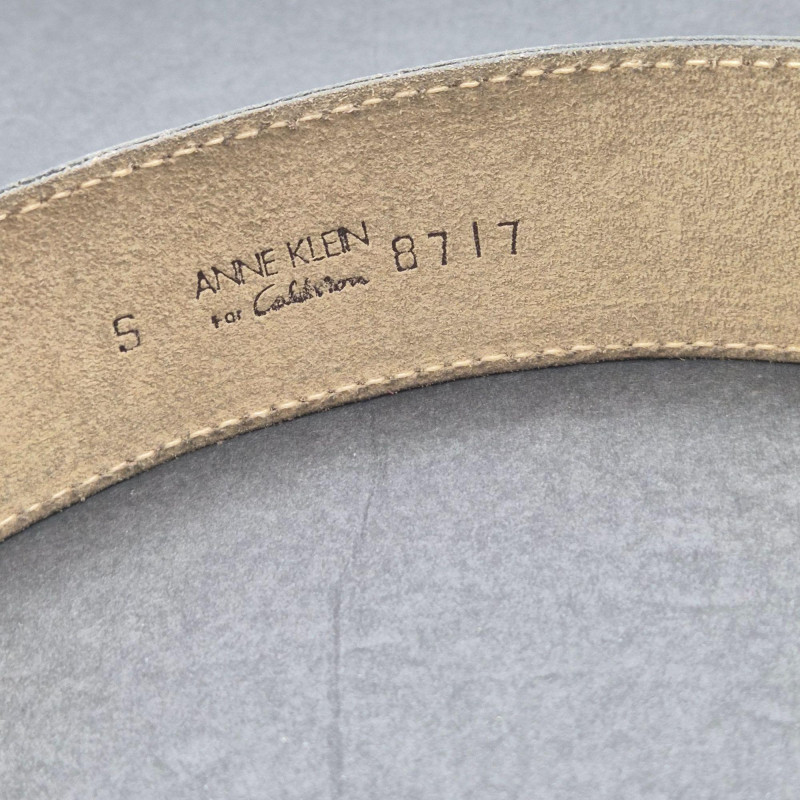 S
ANNE KLEIN
FOR Calderon
8717